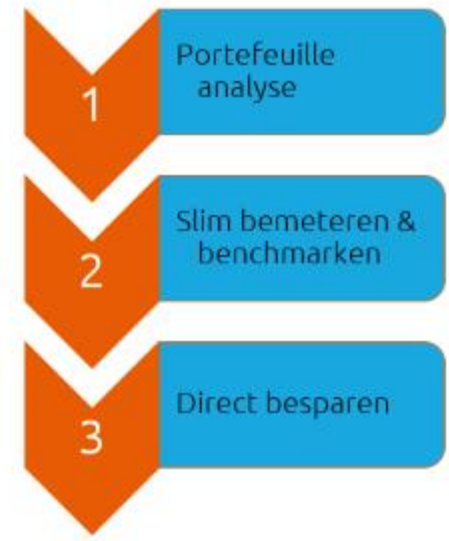 1
Portefeuille
analyse
2
Slim bemeteren &
benchmarken
3
Direct besparen